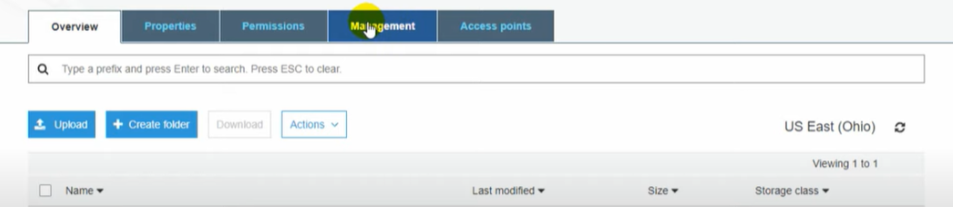 Overview Properties Permissions Management Access points
Type a prefix and press Enter to search. Press ESC to clear.
Upload + Create folder Download Actions US East (Ohio)
Viewing 1 to 1
Name Last modified Size Storage class